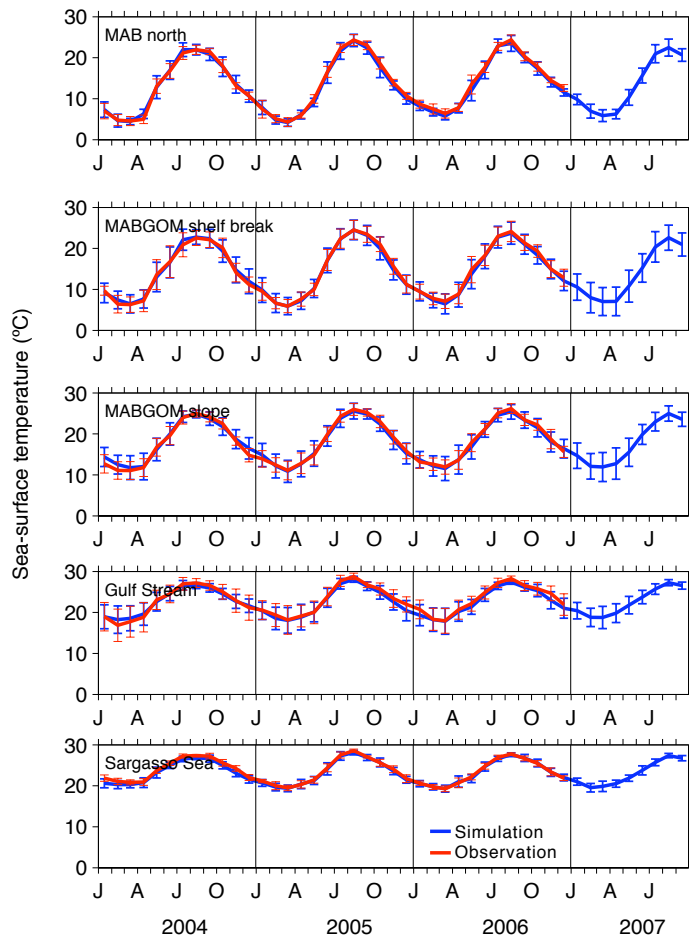 Sea-surface temperature (ºC)
MAB north
30
20
10
0
J A J O J A J O J A J O J A J
MABGOM shelf break
30
20
10
0
J A J O J A J O J A J O J A J
MABGOM slope
30
20
10
0
J A J O J A J O J A J O J A J
Gulf Stream
30
20
10
0
J A J O J A J O J A J O J A J
Sargasso Sea
30
20
10
0
Simulation
Observation
J A J O J A J O J A J O J A J
2004 2005 2006 2007